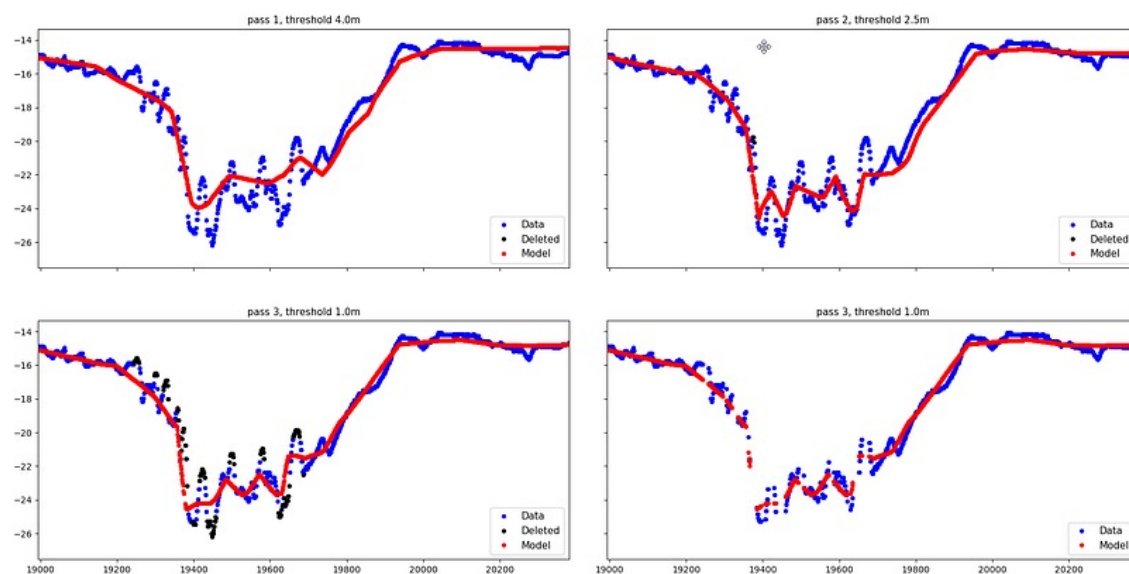 pass 1, threshold 4.0m
−14
−16
−18
−20
−22
−24
−26
Data
Deleted
Model
pass 2, threshold 2.5m
Data
Deleted
Model
pass 3, threshold 1.0m
−14
−16
−18
−20
−22
−24
−26
Data
Deleted
Model
19000 19200 19400 19600 19800 20000 20200
pass 3, threshold 1.0m
Data
Model
19000 19200 19400 19600 19800 20000 20200